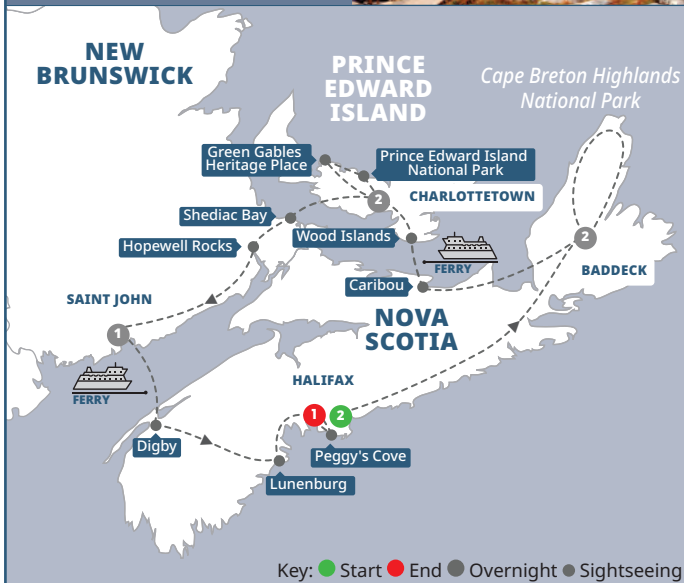 NEW
BRUNSWICK
PRINCE
EDWARD
ISLAND
Cape Breton Highlands
National Park
Green Gables
Heritage Place
Prince Edward Island
National Park
2
CHARLOTTETOWN
Shediac Bay
Wood Islands
Hopewell Rocks
FERRY
2
BADDECK
Caribou
SAINT JOHN
NOVA
SCOTIA
1
FERRY
HALIFAX
1
2
Digby
Peggy's Cove
Lunenburg
Key: Start End Overnight Sightseeing